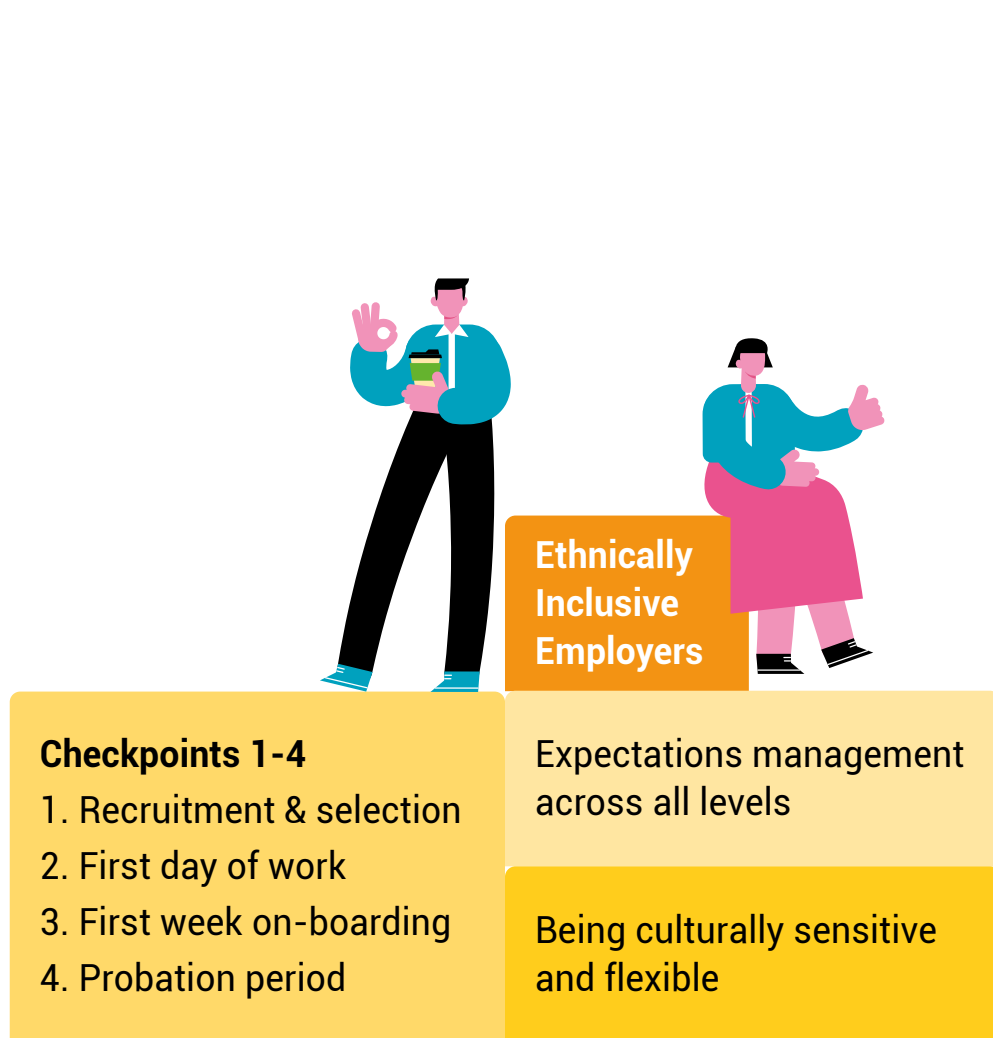 Ethnically
Inclusive
Employers
Checkpoints 1-4
1. Recruitment & selection
2. First day of work
3. First week on-boarding
4. Probation period
Expectations management
across all levels
Being culturally sensitive
and flexible